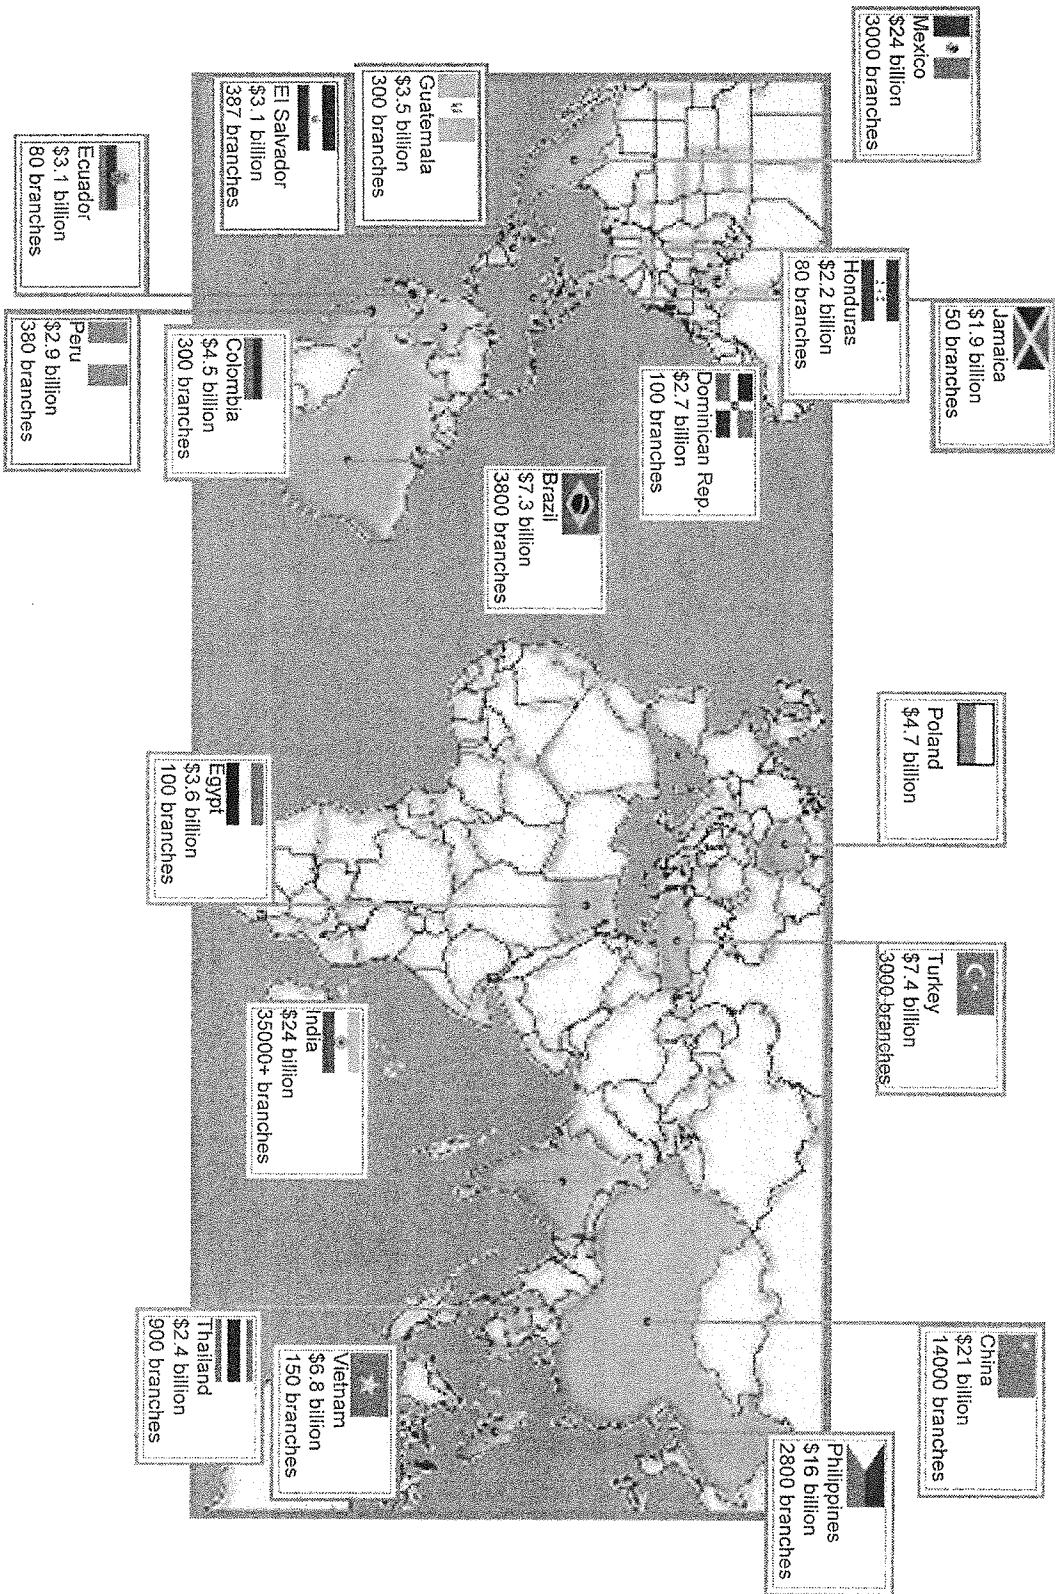 Mexico
$24 billion
3000 branches
Jamaica
$1.9 billion
50 branches
Honduras
$2.2 billion
80 branches
Dominican Rep.
$2.7 billion
100 branches
Guatemala
$3.5 billion
300 branches
El Salvador
$3.1 billion
387 branches
Ecuador
$3.1 billion
80 branches
Peru
$2.9 billion
380 branches
Colombia
$4.5 billion
300 branches
Brazil
$7.3 billion
3800 branches
Poland
$4.7 billion
Turkey
$7.4 billion
3000 branches
Egypt
$3.6 billion
100 branches
India
$24 billion
35000+ branches
China
$21 billion
14000 branches
Philippines
$16 billion
2800 branches
Vietnam
$6.8 billion
150 branches
Thailand
$2.4 billion
900 branches